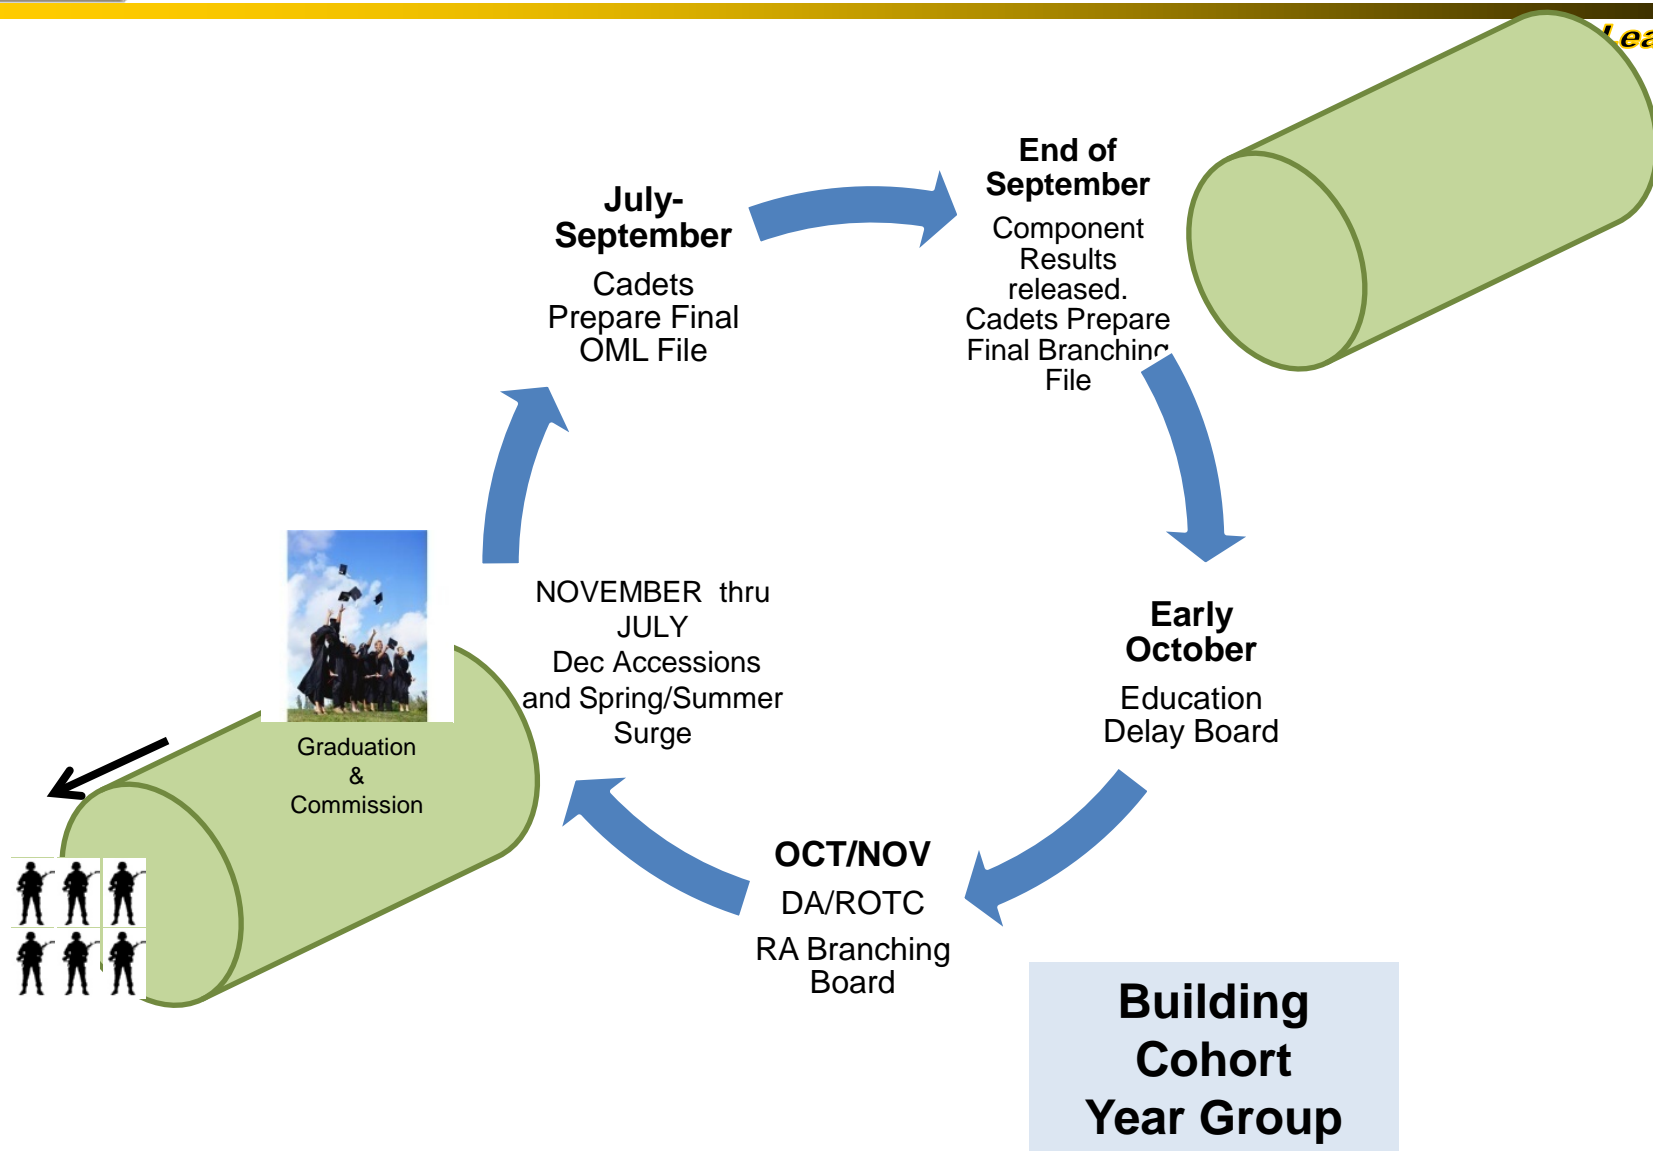 July-
September
Cadets
Prepare Final
OML File
End of
September
Component
Results
released.
Cadets Prepare
Final Branching
File
Early
October
Education
Delay Board
OCT/NOV
DA/ROTC
RA Branching
Board
NOVEMBER thru
JULY
Dec Accessions
and Spring/Summer
Surge
Graduation
&
Commission
Building
Cohort
Year Group